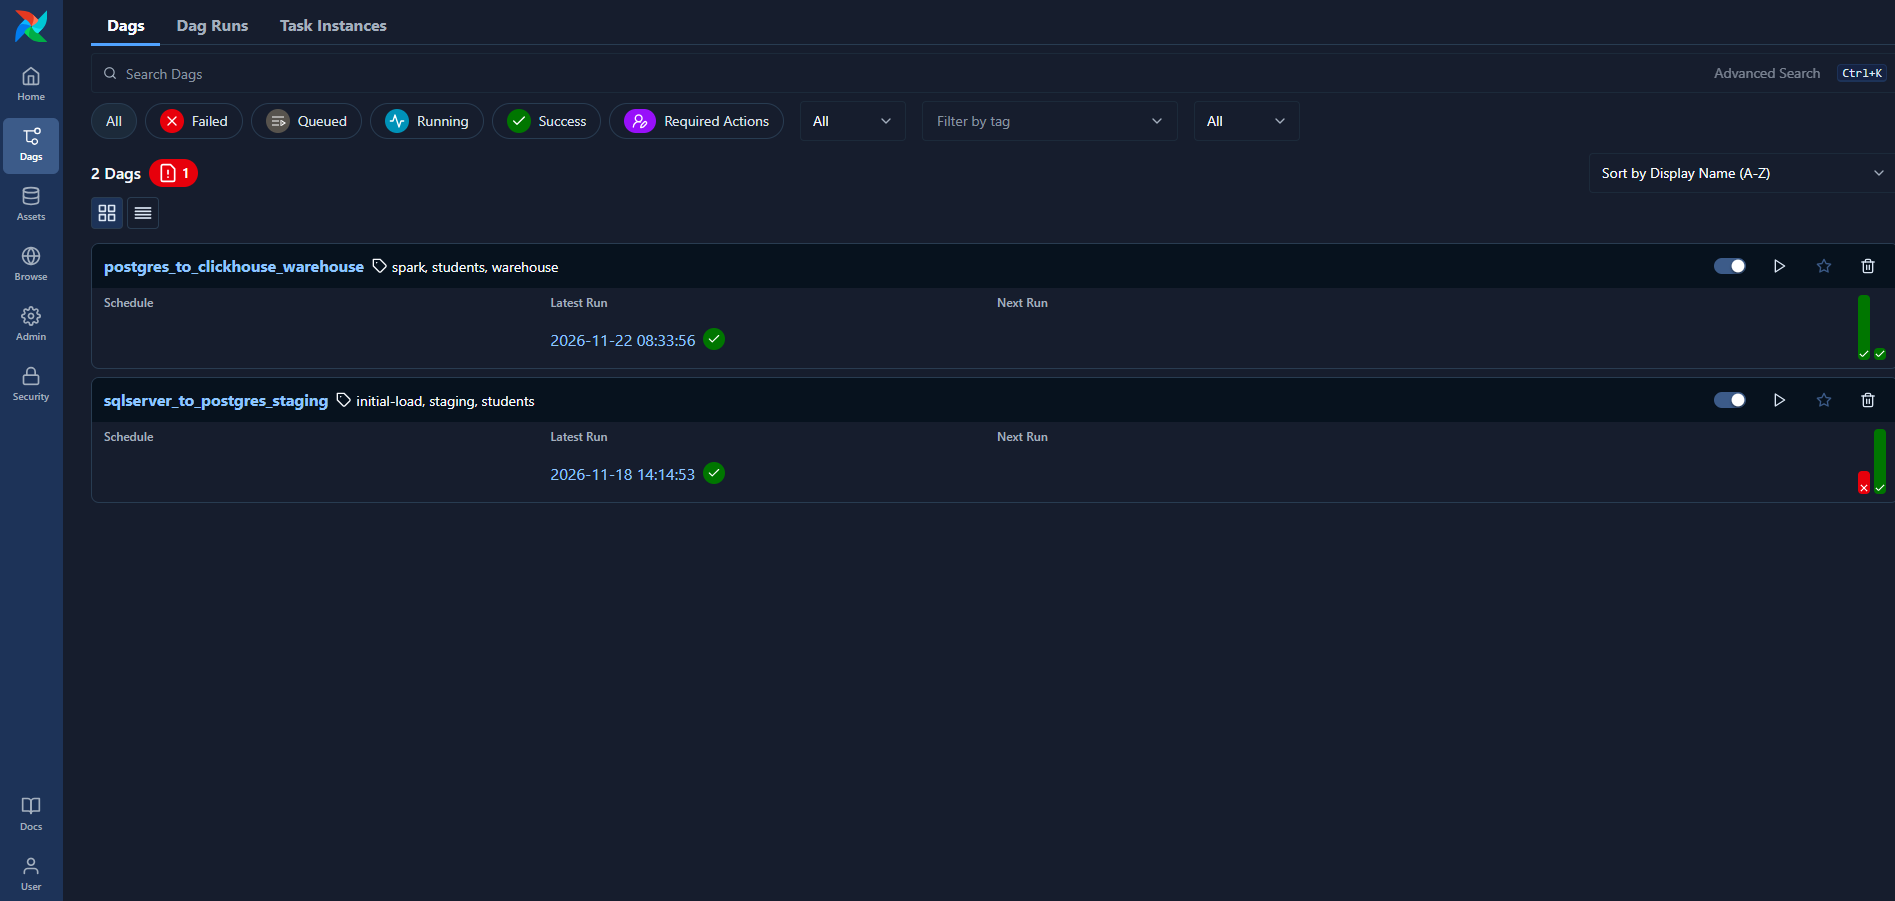 Dags Dag Runs Task Instances
Search Dags Advanced Search Ctrl+K
All Failed Queued Running Success Required Actions All Filter by tag All
2 Dags 1 Sort by Display Name (A-Z)
postgres_to_clickhouse_warehouse spark, students, warehouse
Schedule Latest Run Next Run
2026-11-22 08:33:56
sqlserver_to_postgres_staging initial-load, staging, students
Schedule Latest Run Next Run
2026-11-18 14:14:53
Home
Dags
Assets
Browse
Admin
Security
Docs
User